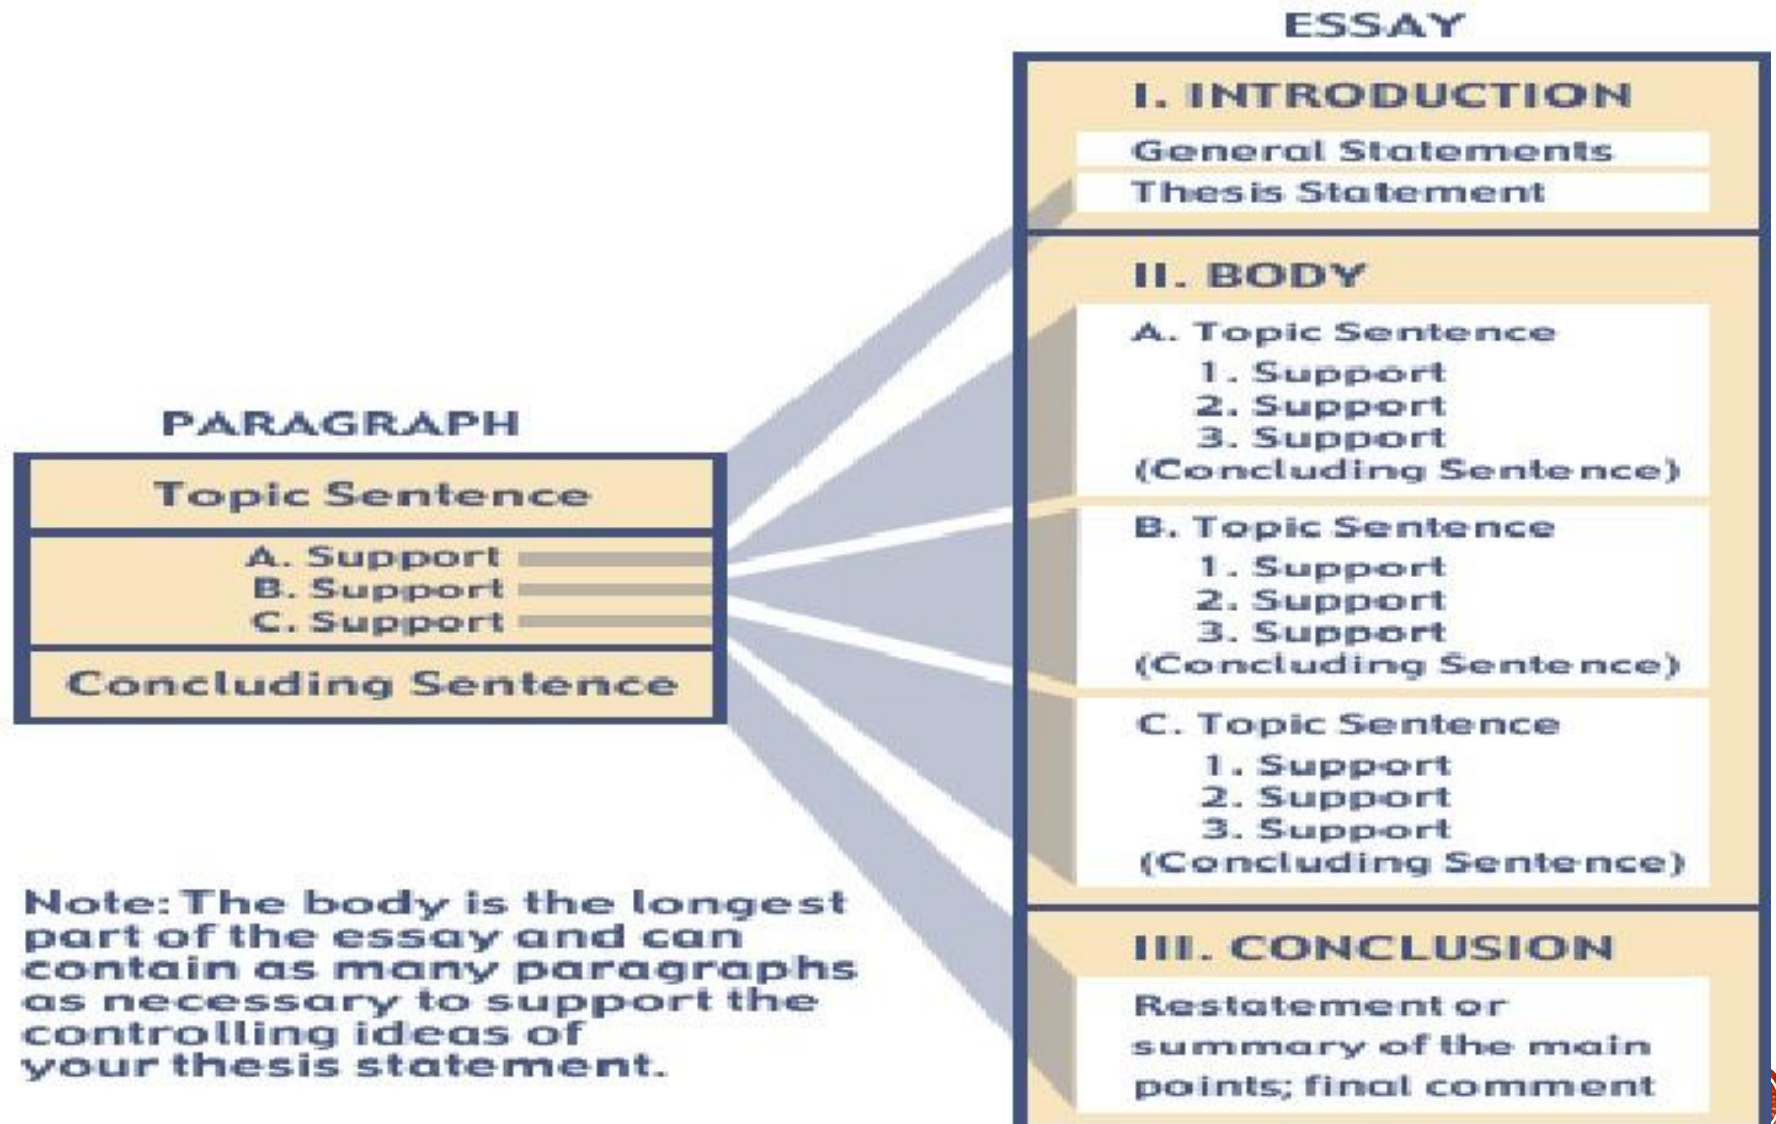 PARAGRAPH
Topic Sentence
A. Support
B. Support
C. Support
Concluding Sentence
Note: The body is the longest
part of the essay and can
contain as many paragraphs
as necessary to support the
controlling ideas of
your thesis statement.
ESSAY
I. INTRODUCTION
General Statements
Thesis Statement
II. BODY
A. Topic Sentence
1. Support
2. Support
3. Support
(Concluding Sentence)
B. Topic Sentence
1. Support
2. Support
3. Support
(Concluding Sentence)
C. Topic Sentence
1. Support
2. Support
3. Support
(Concluding Sentence)
III. CONCLUSION
Restatement or
summary of the main
points; final comment